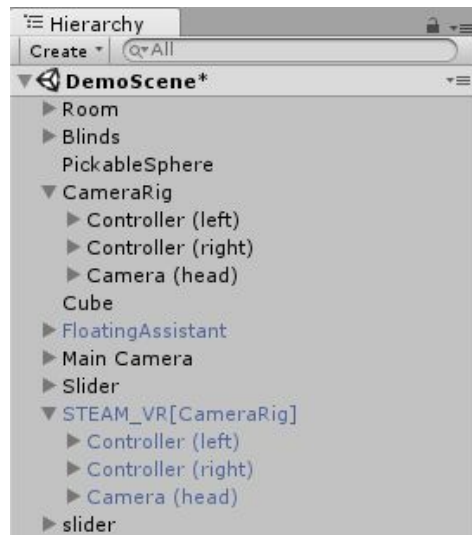 Hierarchy
Create All
DemoScene*
Room
Blinds
PickableSphere
CameraRig
Controller (left)
Controller (right)
Camera (head)
Cube
FloatingAssistant
Main Camera
Slider
STEAM_VR[CameraRig]
Controller (left)
Controller (right)
Camera (head)
slider